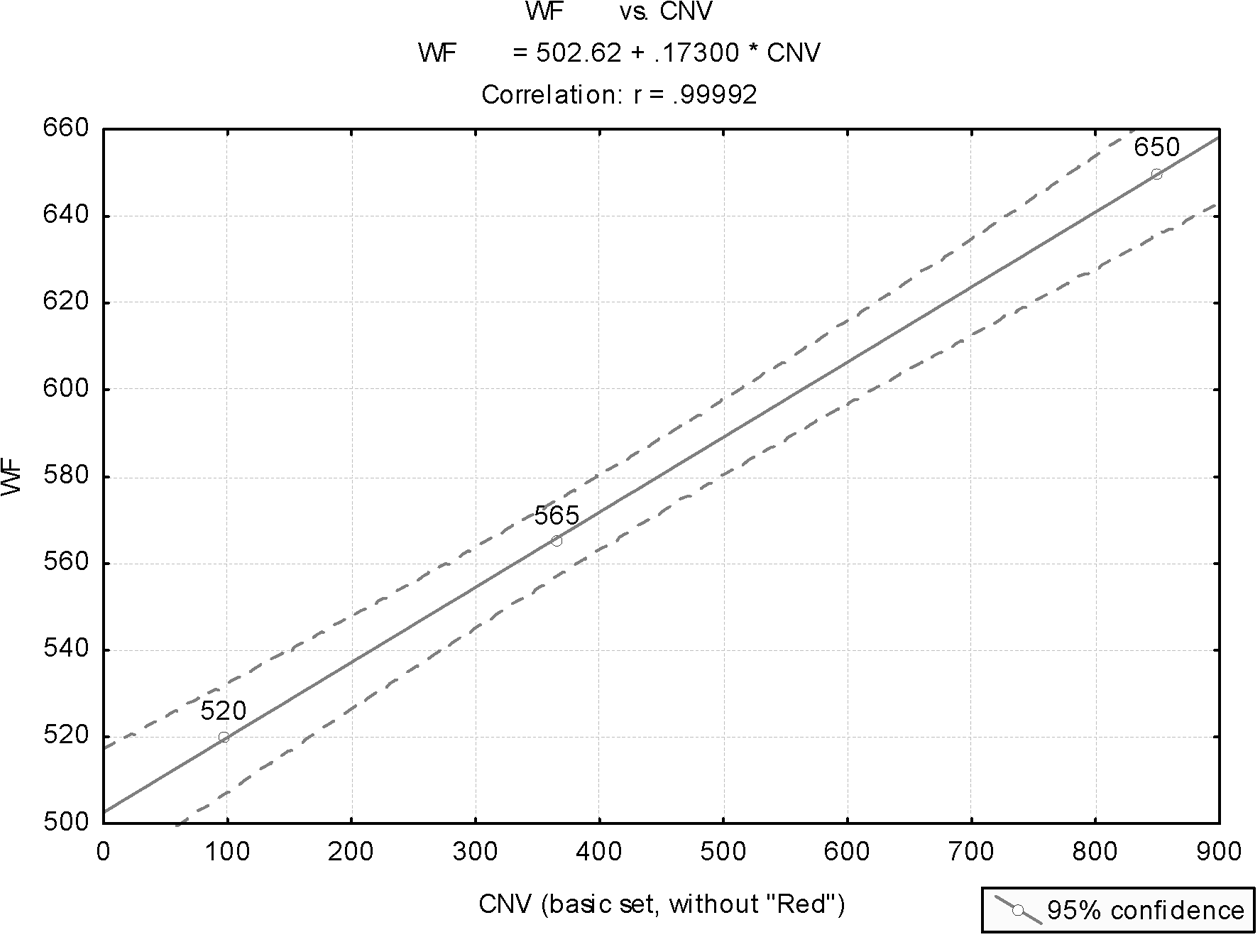 WF vs. CNV
WF = 502.62 + .17300 * CNV
Correlation: r = .99992
660
640
620
600
580
560
540
520
500
WF
650
565
520
0 100 200 300 400 500 600 700 800 900
CNV (basic set, without "Red")
95% confidence